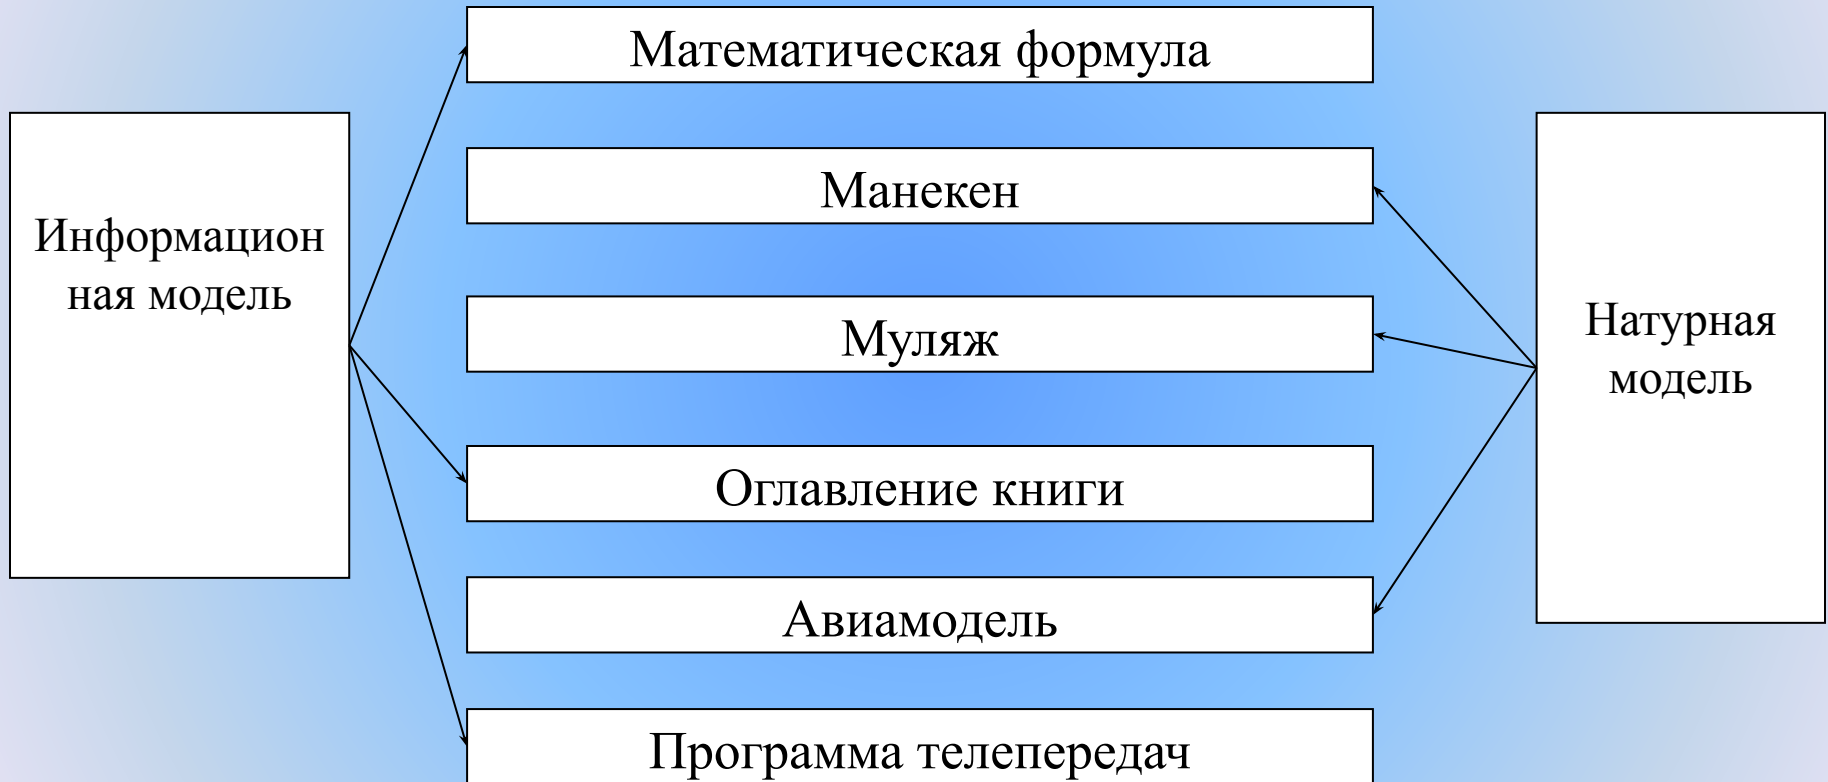 Математическая формула
Информацион
ная модель
Манекен
Муляж
Натурная
модель
Оглавление книги
Авиамодель
Программа телепередач